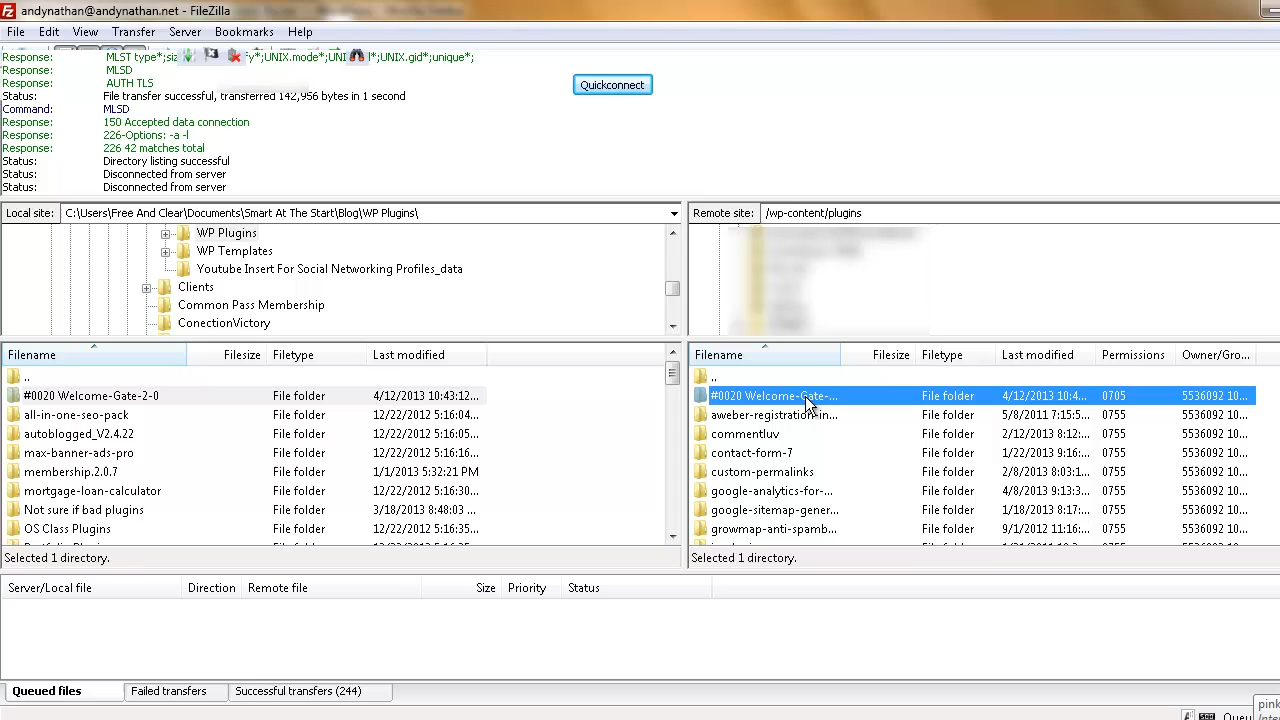 andynathan@andynathan.net - FileZilla
File Edit View Transfer Server Bookmarks Help
Response: MLST type*;siz fy*;UNIX.mode*;UNI l*;UNIX.gid*;unique*;
Response: MLSD
Response: AUTH TLS
Quickconnect
Status: File transfer successful, transferred 142,956 bytes in 1 second
Command: MLSD
Response: 150 Accepted data connection
Response: 226-Options: -a -l
Response: 226 42 matches total
Status: Directory listing successful
Status: Disconnected from server
Status: Disconnected from server
Local site: C:\Users\Free And Clear\Documents\Smart At The Start\Blog\WP Plugins\
WP Plugins
WP Templates
Youtube Insert For Social Networking Profiles_data
Clients
Common Pass Membership
ConectionVictory
Remote site: /wp-content/plugins
Filename Filesize Filetype Last modified
..
#0020 Welcome-Gate-2-0 File folder 4/12/2013 10:43:12...
all-in-one-seo-pack File folder 12/22/2012 5:16:04...
autoblogged_V2.4.22 File folder 12/22/2012 5:16:05...
max-banner-ads-pro File folder 12/22/2012 5:16:16...
membership.2.0.7 File folder 1/1/2013 5:32:21 PM
mortgage-loan-calculator File folder 12/22/2012 5:16:30...
Not sure if bad plugins File folder 3/18/2013 8:48:03 ...
OS Class Plugins File folder 12/22/2012 5:16:35...
Selected 1 directory.
Filename Filesize Filetype Last modified Permissions Owner/Gro...
..
#0020 Welcome-Gate-... File folder 4/12/2013 10:4... 0705 5536092 10...
aweber-registration-in... File folder 5/8/2011 7:15:5... 0755 5536092 10...
commentluv File folder 2/12/2013 8:12:... 0755 5536092 10...
contact-form-7 File folder 1/22/2013 9:16:... 0755 5536092 10...
custom-permalinks File folder 2/8/2013 8:03:1... 0755 5536092 10...
google-analytics-for-... File folder 4/8/2013 9:13:3... 0755 5536092 10...
google-sitemap-gener... File folder 1/18/2013 8:17:... 0755 5536092 10...
growmap-anti-spamb... File folder 9/1/2012 11:16:... 0755 5536092 10...
Selected 1 directory.
Server/Local file Direction Remote file Size Priority Status
Queued files Failed transfers Successful transfers (244)
pink
Queu